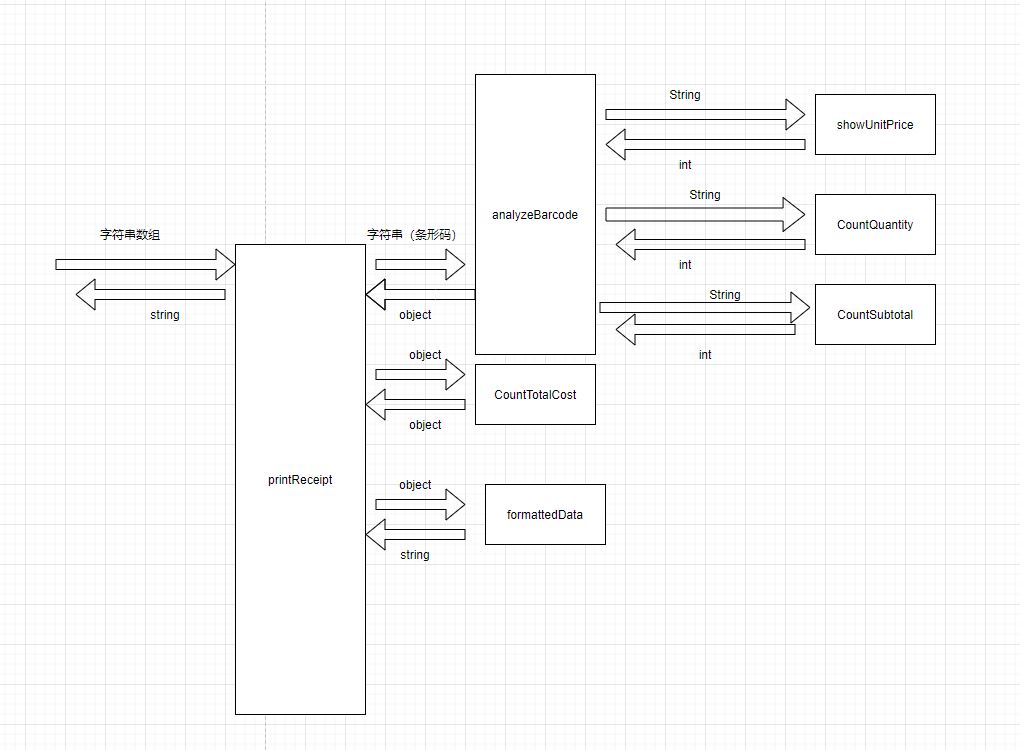 String
showUnitPrice
int
String
analyzeBarcode
CountQuantity
字符串数组
字符串（条形码）
int
String
string
object
CountSubtotal
object
int
CountTotalCost
object
printReceipt
object
formattedData
string